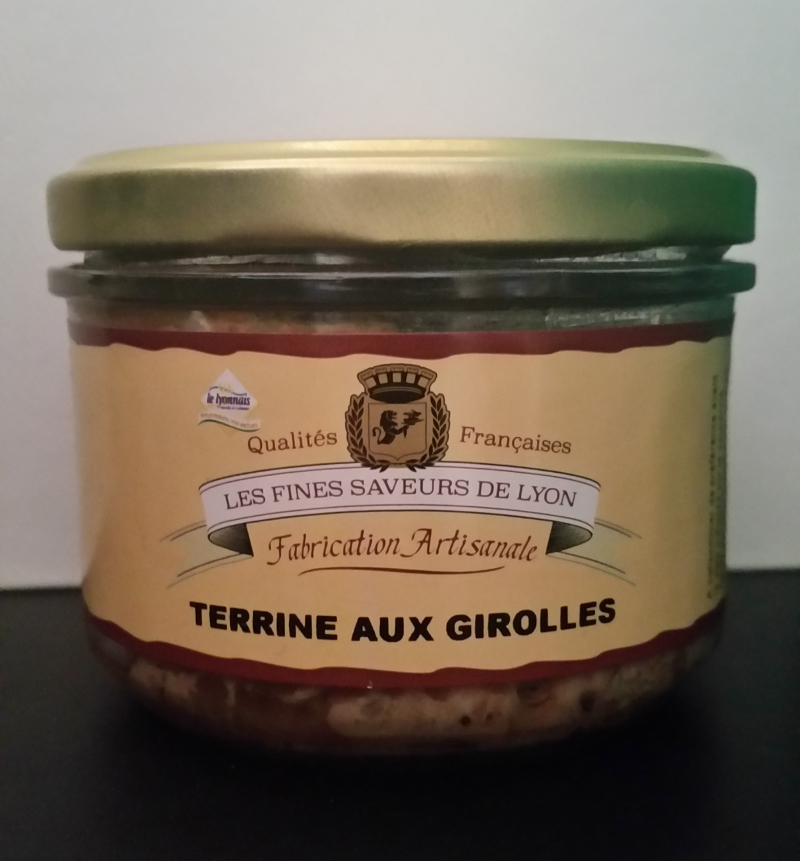 le lyonnais
Qualités Françaises
LES FINES SAVEURS DE LYON
Fabrication Artisanale
TERRINE AUX GIROLLES